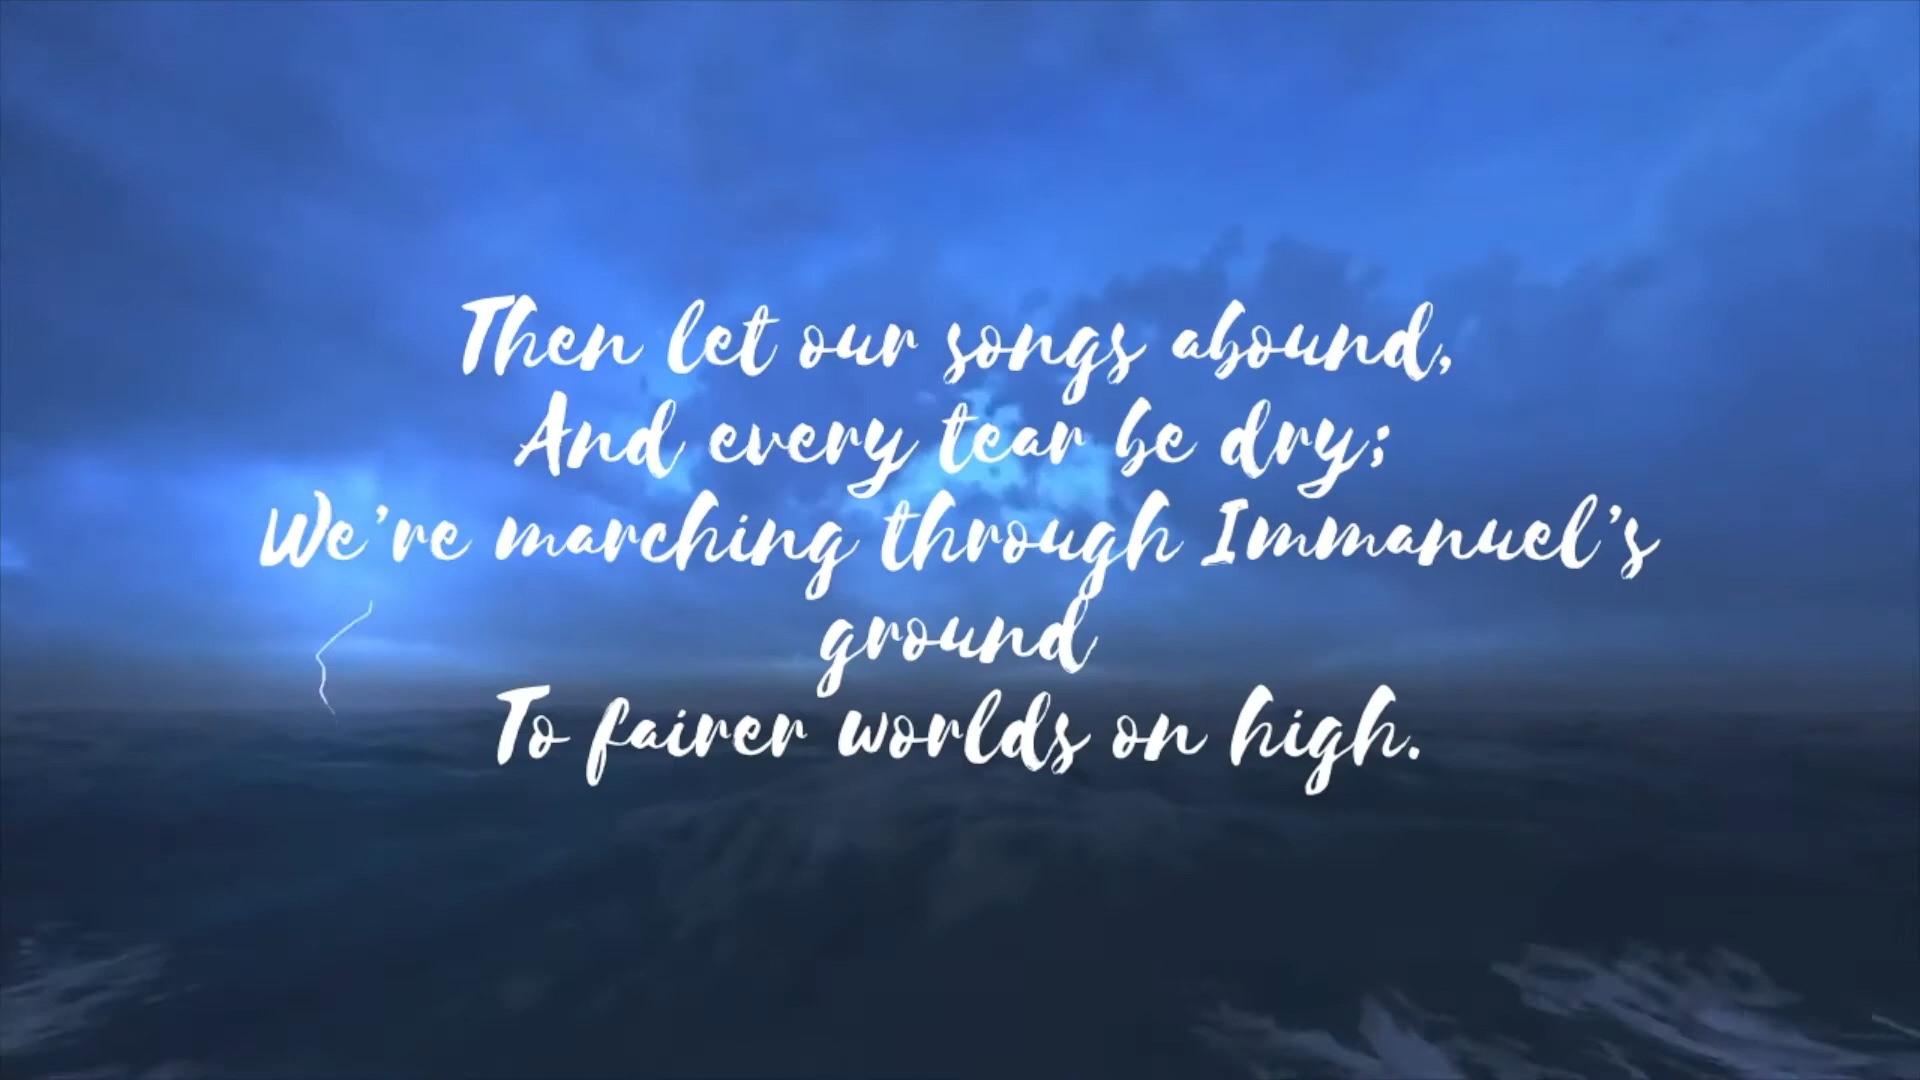 Then let our songs abound,
And every tear be dry;
We're marching through Immanuel's
ground
To fairer worlds on high.